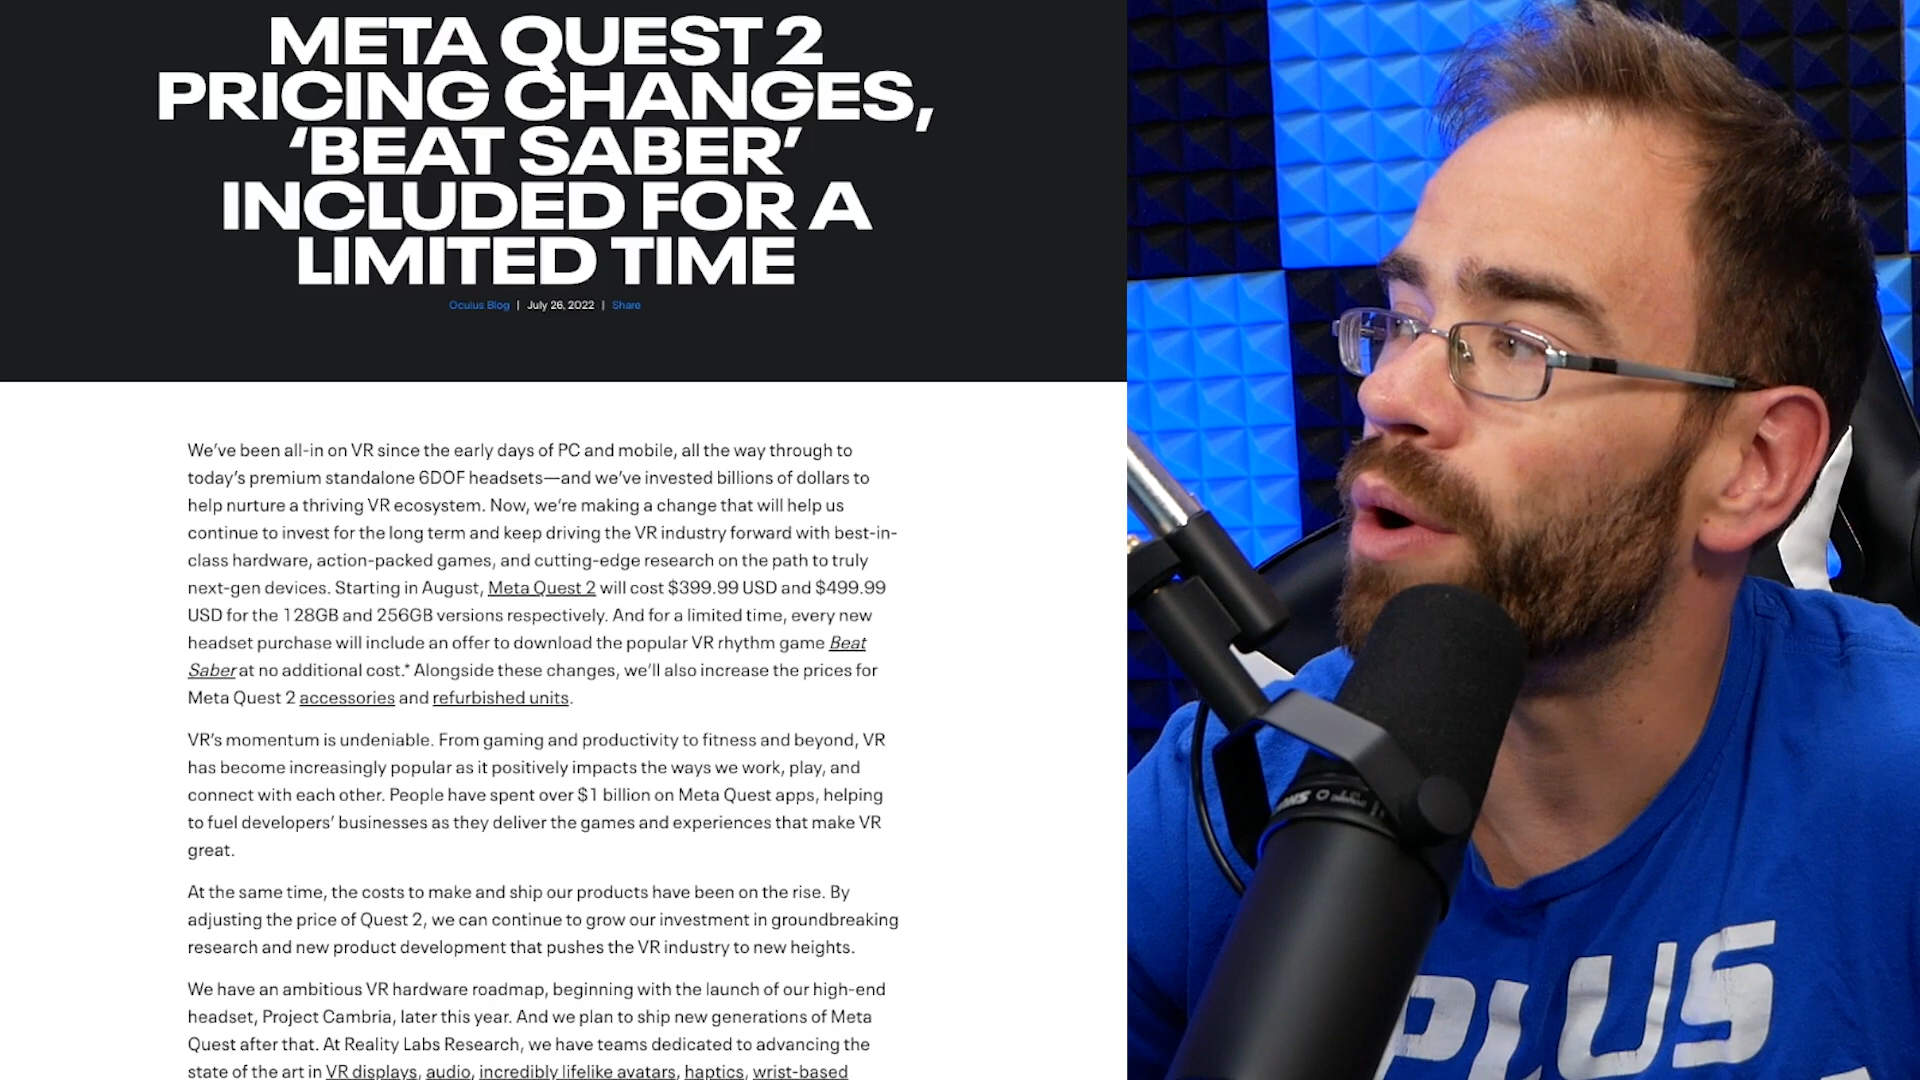 META QUEST 2
PRICING CHANGES,
‘BEAT SABER’
INCLUDED FOR A
LIMITED TIME
Oculus Blog | July 26, 2022 | Share
We’ve been all-in on VR since the early days of PC and mobile, all the way through to
today’s premium standalone 6DOF headsets—and we’ve invested billions of dollars to
help nurture a thriving VR ecosystem. Now, we’re making a change that will help us
continue to invest for the long term and keep driving the VR industry forward with best-in-
class hardware, action-packed games, and cutting-edge research on the path to truly
next-gen devices. Starting in August, Meta Quest 2 will cost $399.99 USD and $499.99
USD for the 128GB and 256GB versions respectively. And for a limited time, every new
headset purchase will include an offer to download the popular VR rhythm game Beat
Saber at no additional cost.* Alongside these changes, we’ll also increase the prices for
Meta Quest 2 accessories and refurbished units.
VR’s momentum is undeniable. From gaming and productivity to fitness and beyond, VR
has become increasingly popular as it positively impacts the ways we work, play, and
connect with each other. People have spent over $1 billion on Meta Quest apps, helping
to fuel developers’ businesses as they deliver the games and experiences that make VR
great.
At the same time, the costs to make and ship our products have been on the rise. By
adjusting the price of Quest 2, we can continue to grow our investment in groundbreaking
research and new product development that pushes the VR industry to new heights.
We have an ambitious VR hardware roadmap, beginning with the launch of our high-end
headset, Project Cambria, later this year. And we plan to ship new generations of Meta
Quest after that. At Reality Labs Research, we have teams dedicated to advancing the
state of the art in VR displays, audio, incredibly lifelike avatars, haptics, wrist-based
PLUS